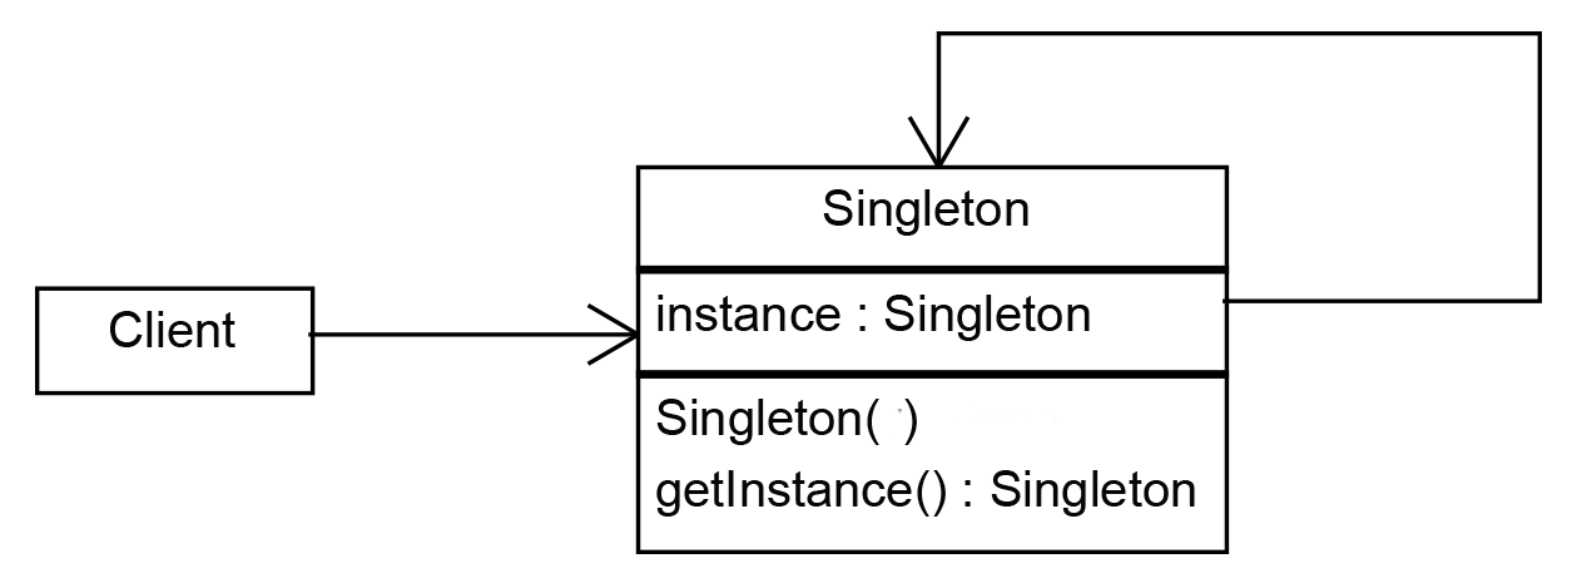 Singleton
Client
instance : Singleton
Singleton( )
getInstance() : Singleton